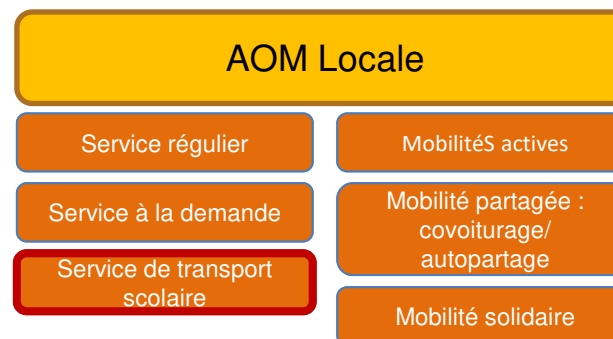 AOM Locale
Service régulier
Service à la demande
Service de transport
scolaire
MobilitéS actives
Mobilité partagée :
covoiturage/
autopartage
Mobilité solidaire